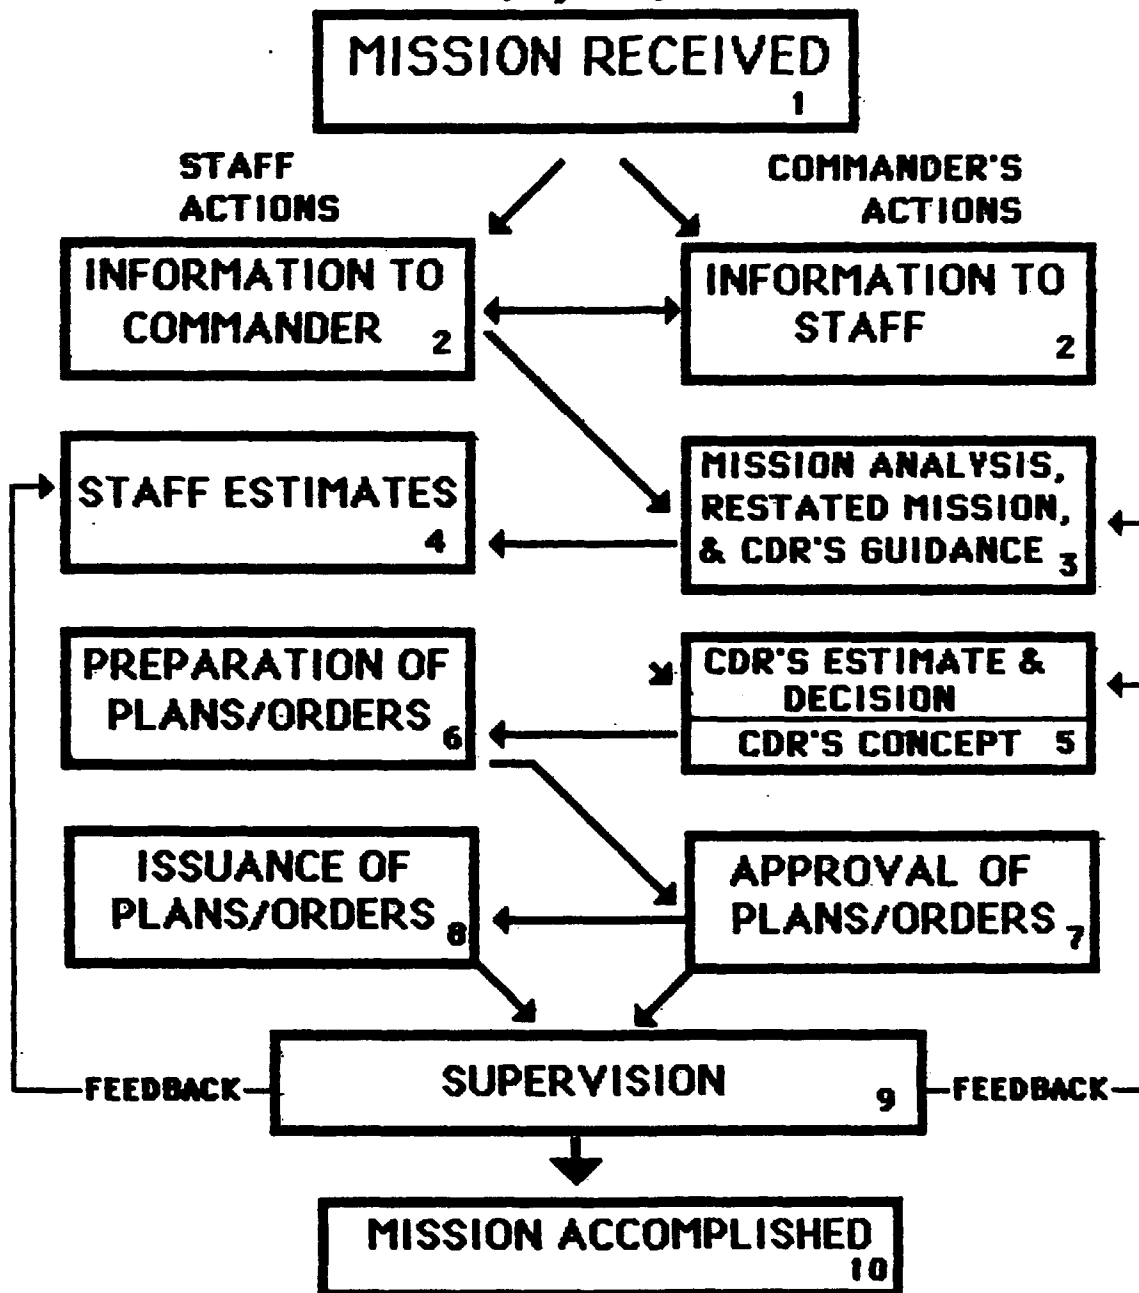 MISSION RECEIVED
1
STAFF
ACTIONS
COMMANDER'S
ACTIONS
INFORMATION TO
COMMANDER 2
INFORMATION TO
STAFF
2
STAFF ESTIMATES
4
MISSION ANALYSIS,
RESTATED MISSION,
& CDR'S GUIDANCE 3
PREPARATION OF
PLANS/ORDERS 6
CDR'S ESTIMATE &
DECISION
CDR'S CONCEPT 5
ISSUANCE OF
PLANS/ORDERS 8
APPROVAL OF
PLANS/ORDERS 7
FEEDBACK
SUPERVISION
9
FEEDBACK
MISSION ACCOMPLISHED
10